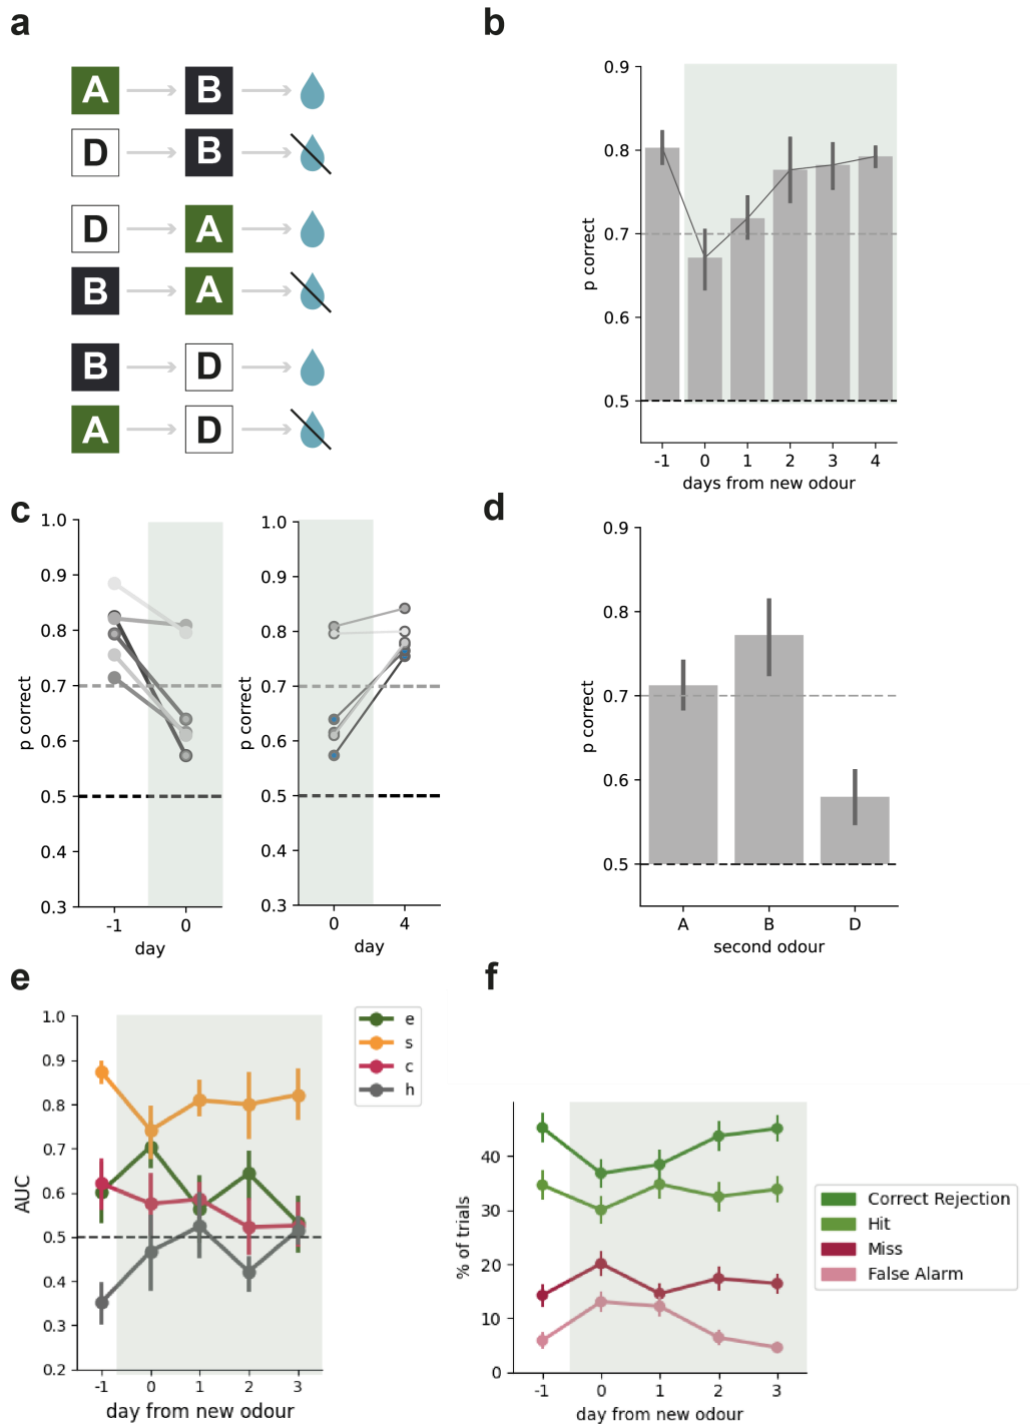 a
A B
D B
D A
B A
B D
A D
b
0.9
0.8
0.7
0.6
0.5
p correct
-1 0 1 2 3 4
days from new odour
c
1.0
0.9
0.8
0.7
0.6
0.5
0.4
0.3
p correct
-1 0
day
1.0
0.9
0.8
0.7
0.6
0.5
0.4
0.3
p correct
0 4
day
d
0.9
0.8
0.7
0.6
0.5
p correct
A B D
second odour
e
1.0
0.9
0.8
0.7
0.6
0.5
0.4
0.3
0.2
AUC
-1 0 1 2 3
day from new odour
e
s
c
h
f
40
30
20
10
0
% of trials
-1 0 1 2 3
day from new odour
Correct Rejection
Hit
Miss
False Alarm